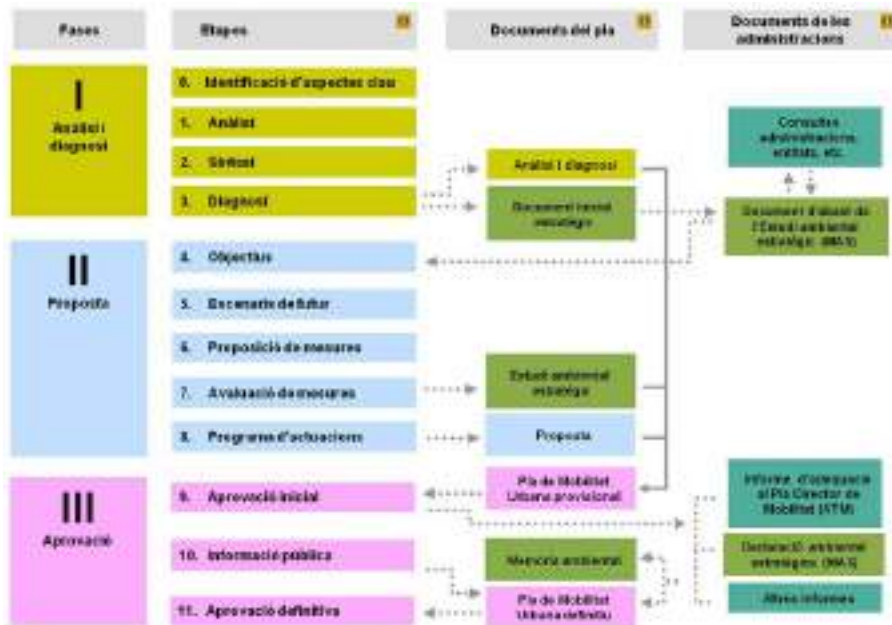 Fases
Etapes
Documents del pla
Documents de les
administracions
I
Anàlisi i
diagnosi
0. Identificació d'aspectes clau
1. Anàlisi
2. Síntesi
3. Diagnosi
Anàlisi i diagnosi
Document inicial
estratègic
Consultes
administracions,
entitats, etc.
Document d'abast de
l'Estudi ambiental
estratègic (MAS)
II
Proposta
4. Objectius
5. Escenaris de futur
6. Proposició de mesures
7. Avaluació de mesures
8. Programa d'actuacions
Estudi ambiental
estratègic
Proposta
III
Aprovació
9. Aprovació inicial
10. Informació pública
11. Aprovació definitiva
Pla de Mobilitat
Urbana provisional
Memòria ambiental
Pla de Mobilitat
Urbana definitiu
Informe d'adequació
al Pla Director de
Mobilitat (ATM)
Declaració ambiental
estratègica (MAS)
Altres informes